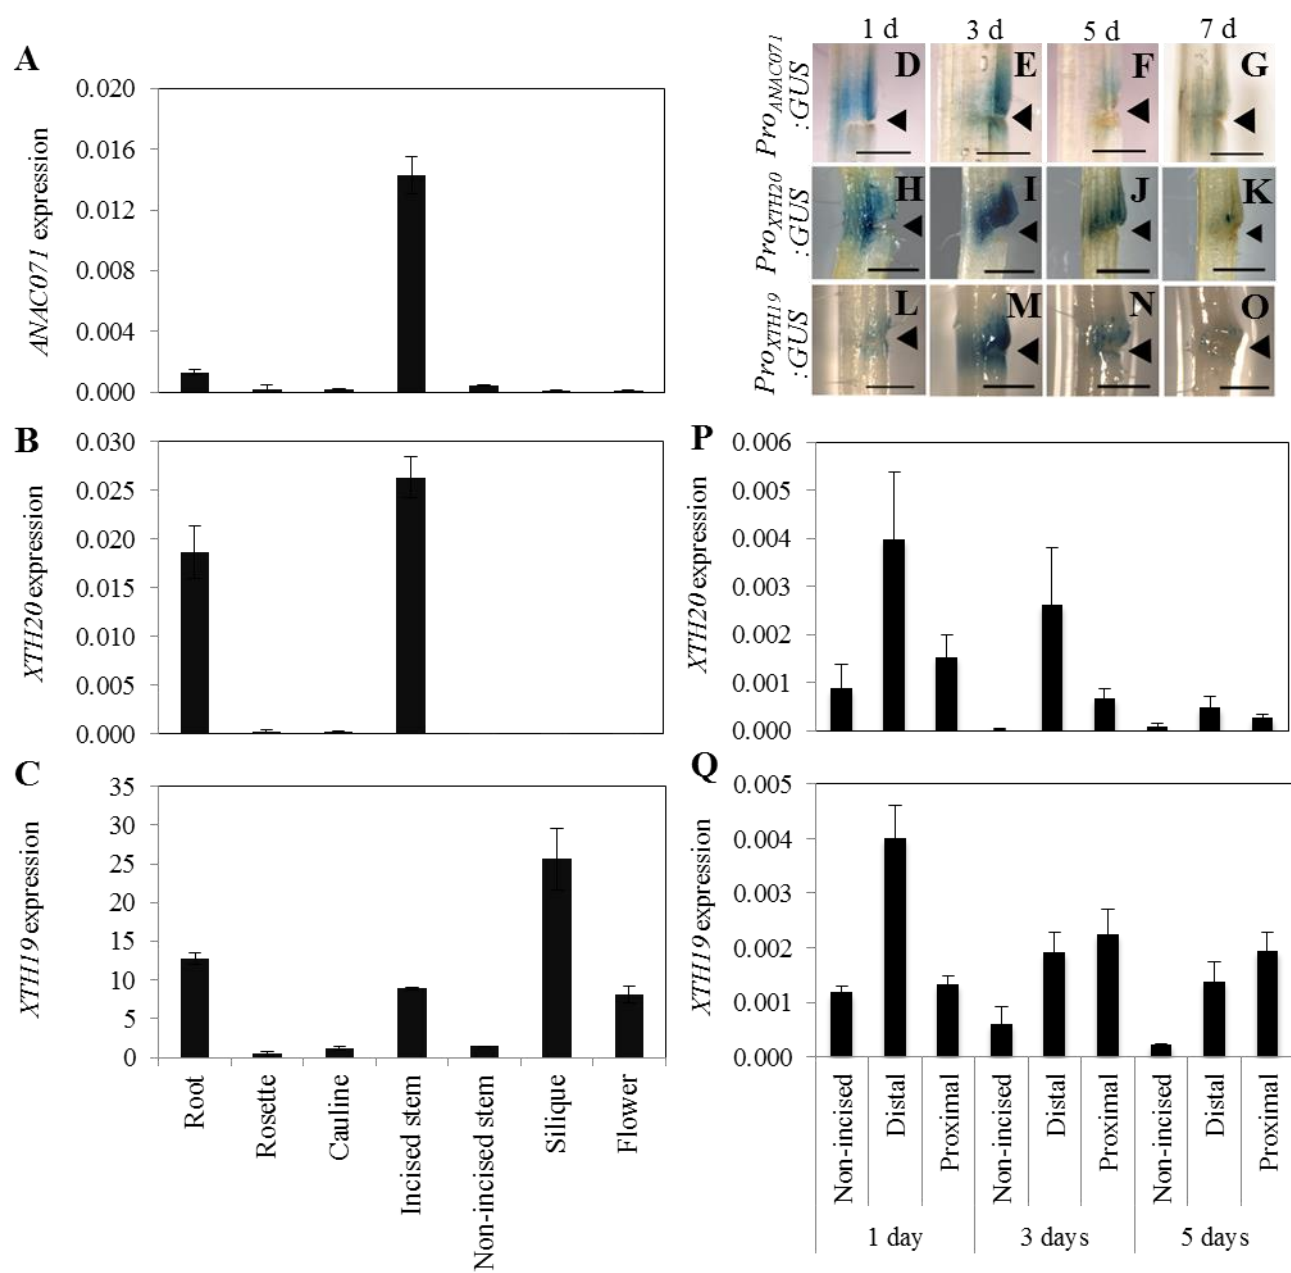 A
ANAC071 expression
0.020
0.016
0.012
0.008
0.004
0.000
B
XTH20 expression
0.030
0.025
0.020
0.015
0.010
0.005
0.000
C
XTH19 expression
35
30
25
20
15
10
5
0
Root
Rosette
Cauline
Incised stem
Non-incised stem
Silique
Flower
1 d
3 d
5 d
7 d
ProANAC071
:GUS
D
E
F
G
ProXTH20
:GUS
H
I
J
K
ProXTH19
:GUS
L
M
N
O
P
XTH20 expression
0.006
0.005
0.004
0.003
0.002
0.001
0.000
Q
XTH19 expression
0.005
0.004
0.003
0.002
0.001
0.000
Non-incised
Distal
Proximal
Non-incised
Distal
Proximal
Non-incised
Distal
Proximal
1 day
3 days
5 days